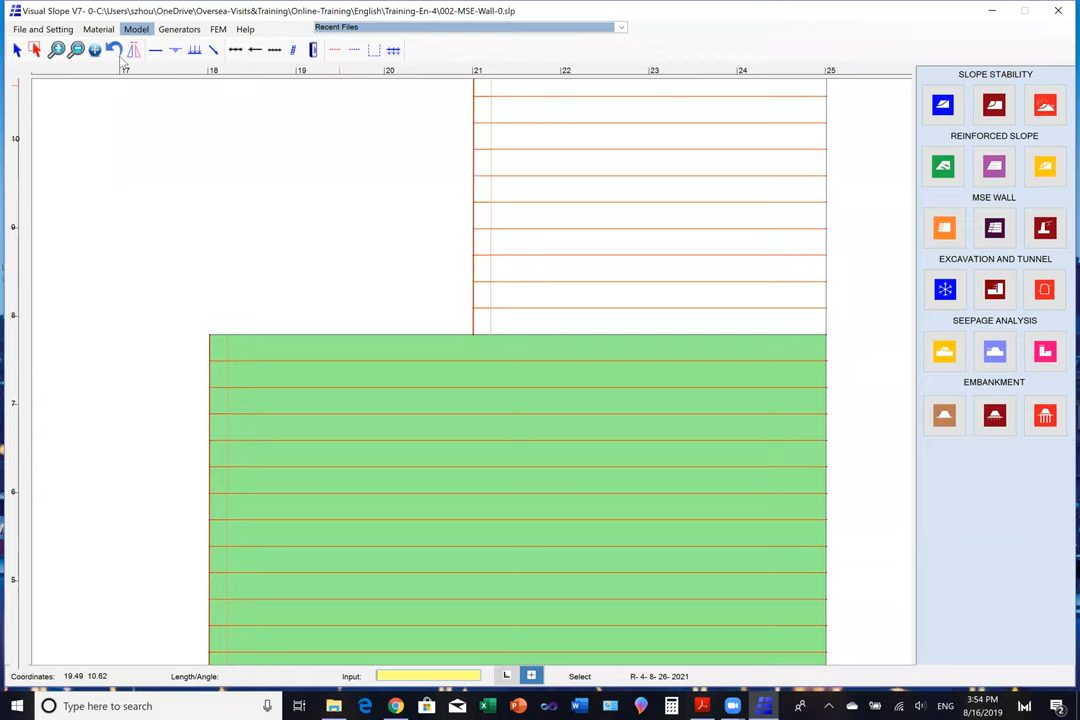 Visual Slope V7- 0-C:\Users\szhou\OneDrive\Oversea-Visits&Training\Online-Training\English\Training-En-4\002-MSE-Wall-0.slp
File and Setting Material Model Generators FEM Help Recent Files
17 18 19 20 21 22 23 24 25
10
9
8
7
6
5
SLOPE STABILITY
REINFORCED SLOPE
MSE WALL
EXCAVATION AND TUNNEL
SEEPAGE ANALYSIS
EMBANKMENT
Coordinates: 19.49 10.62 Length/Angle: Input: L Select R- 4- 8- 26- 2021
Type here to search
ENG
3:54 PM
8/16/2019
2